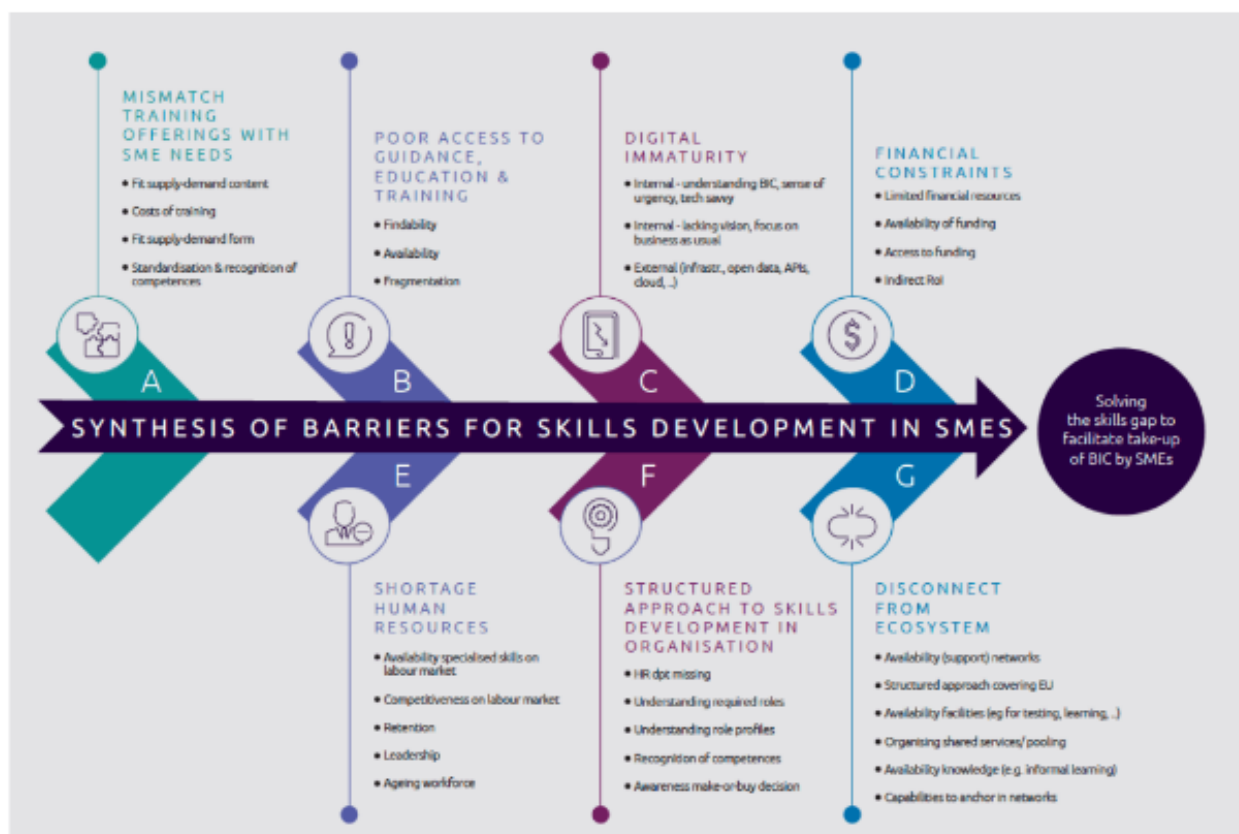 MISMATCH
TRAINING
OFFERINGS WITH
SME NEEDS
• Fit supply-demand content
• Costs of training
• Fit supply-demand form
• Standardisation & recognition of
competences
POOR ACCESS TO
GUIDANCE,
EDUCATION &
TRAINING
• Findability
• Availability
• Fragmentation
DIGITAL
IMMATURITY
• Internal - understanding BIC, sense of
urgency, tech savvy
• Internal - lacking vision, focus on
business as usual
• External (infrastr., open data, APIs,
cloud, ..)
FINANCIAL
CONSTRAINTS
• Limited financial resources
• Availability of funding
• Access to funding
• Indirect RoI
A
B
C
D
SYNTHESIS OF BARRIERS FOR SKILLS DEVELOPMENT IN SMES
Solving
the skills gap to
facilitate take-up
of BIC by SMEs
E
F
G
SHORTAGE
HUMAN
RESOURCES
• Availability specialised skills on
labour market
• Competitiveness on labour market
• Retention
• Leadership
• Ageing workforce
STRUCTURED
APPROACH TO SKILLS
DEVELOPMENT IN
ORGANISATION
• HR dpt missing
• Understanding required roles
• Understanding role profiles
• Recognition of competences
• Awareness make-or-buy decision
DISCONNECT
FROM
ECOSYSTEM
• Availability (support) networks
• Structured approach covering EU
• Availability facilities (eg for testing, learning, ..)
• Organising shared services/ pooling
• Availability knowledge (e.g. informal learning)
• Capabilities to anchor in networks